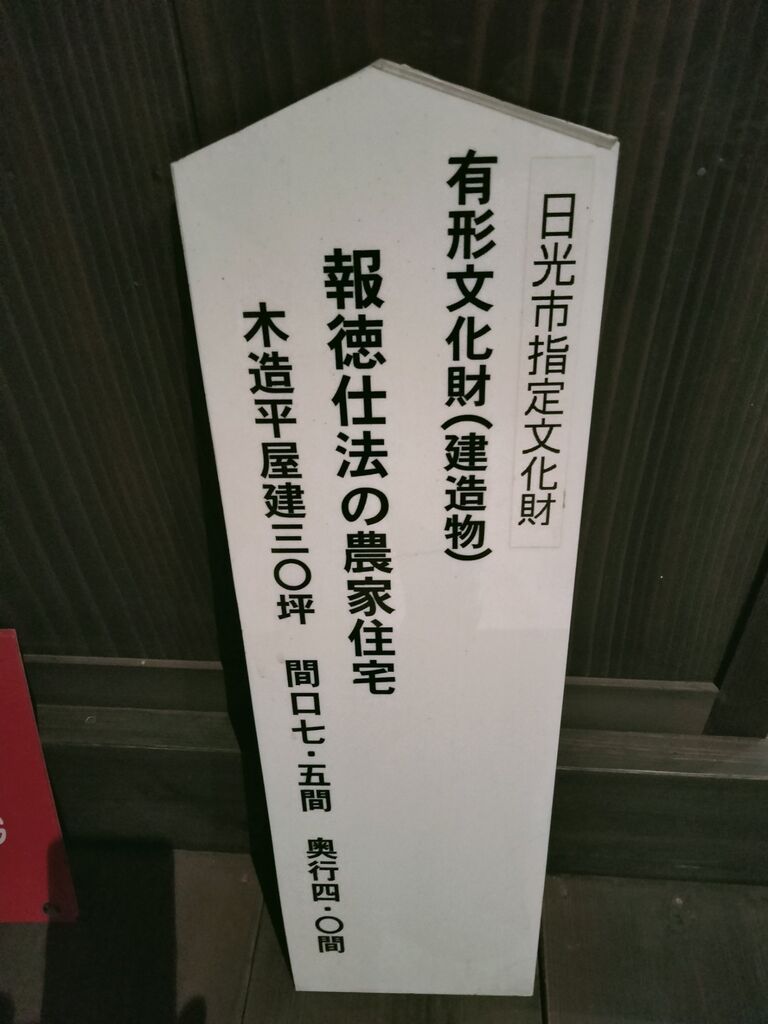 日光市指定文化財
有形文化財(建造物)
報徳仕法の農家住宅
木造平屋建三〇坪 間口七・五間 奥行四・〇間